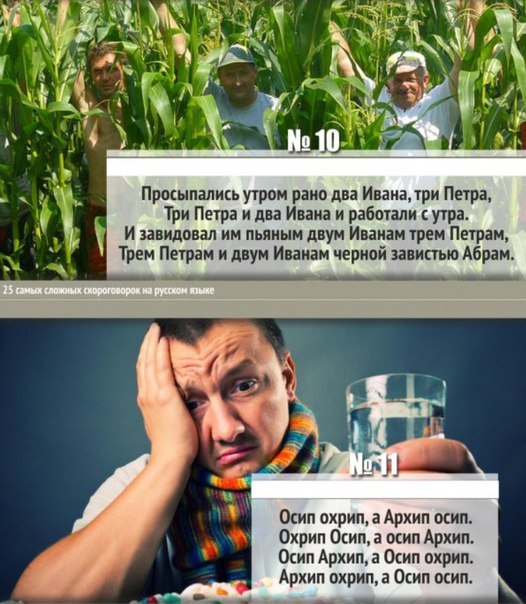 № 10
Просыпались утром рано два Ивана, три Петра,
Три Петра и два Ивана и работали с утра.
И завидовал им пьяным двум Иванам трем Петрам,
Трем Петрам и двум Иванам черной завистью Абрам.
25 самых сложных скороговорок на русском языке
№ 11
Осип охрип, а Архип осип.
Охрип Осип, а осип Архип.
Осип Архип, а Осип охрип.
Архип охрип, а Осип осип.